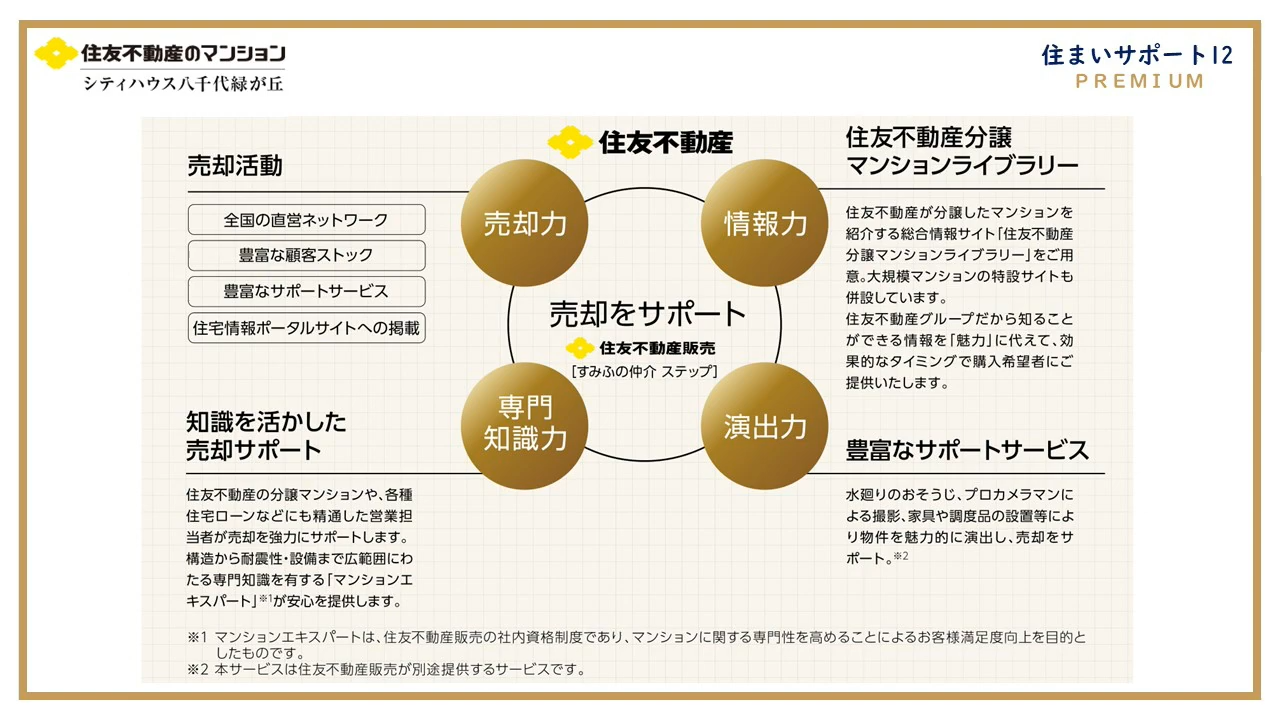 住友不動産のマンション
シティハウス八千代緑が丘
住まいサポート12
PREMIUM
住友不動産
売却活動
全国の直営ネットワーク
豊富な顧客ストック
豊富なサポートサービス
住宅情報ポータルサイトへの掲載
売却力
情報力
住友不動産分譲
マンションライブラリー
住友不動産が分譲したマンションを
紹介する総合情報サイト「住友不動産
分譲マンションライブラリー」をご用
意。大規模マンションの特設サイトも
併設しています。
住友不動産グループだから知ること
ができる情報を「魅力」に代えて、効
果的なタイミングで購入希望者にご
提供いたします。
売却をサポート
住友不動産販売
[すみふの仲介 ステップ]
専門
知識力
演出力
知識を活かした
売却サポート
住友不動産の分譲マンションや、各種
住宅ローンなどにも精通した営業担
当者が売却を強力にサポートします。
構造から耐震性・設備まで広範囲にわ
たる専門知識を有する「マンションエ
キスパート」※1が安心を提供します。
豊富なサポートサービス
水廻りのおそうじ、プロカメラマンに
よる撮影、家具や調度品の設置等によ
り物件を魅力的に演出し、売却をサ
ポート。※2
※1 マンションエキスパートは、住友不動産販売の社内資格制度であり、マンションに関する専門性を高めることによるお客様満足度向上を目的と
したものです。
※2 本サービスは住友不動産販売が別途提供するサービスです。